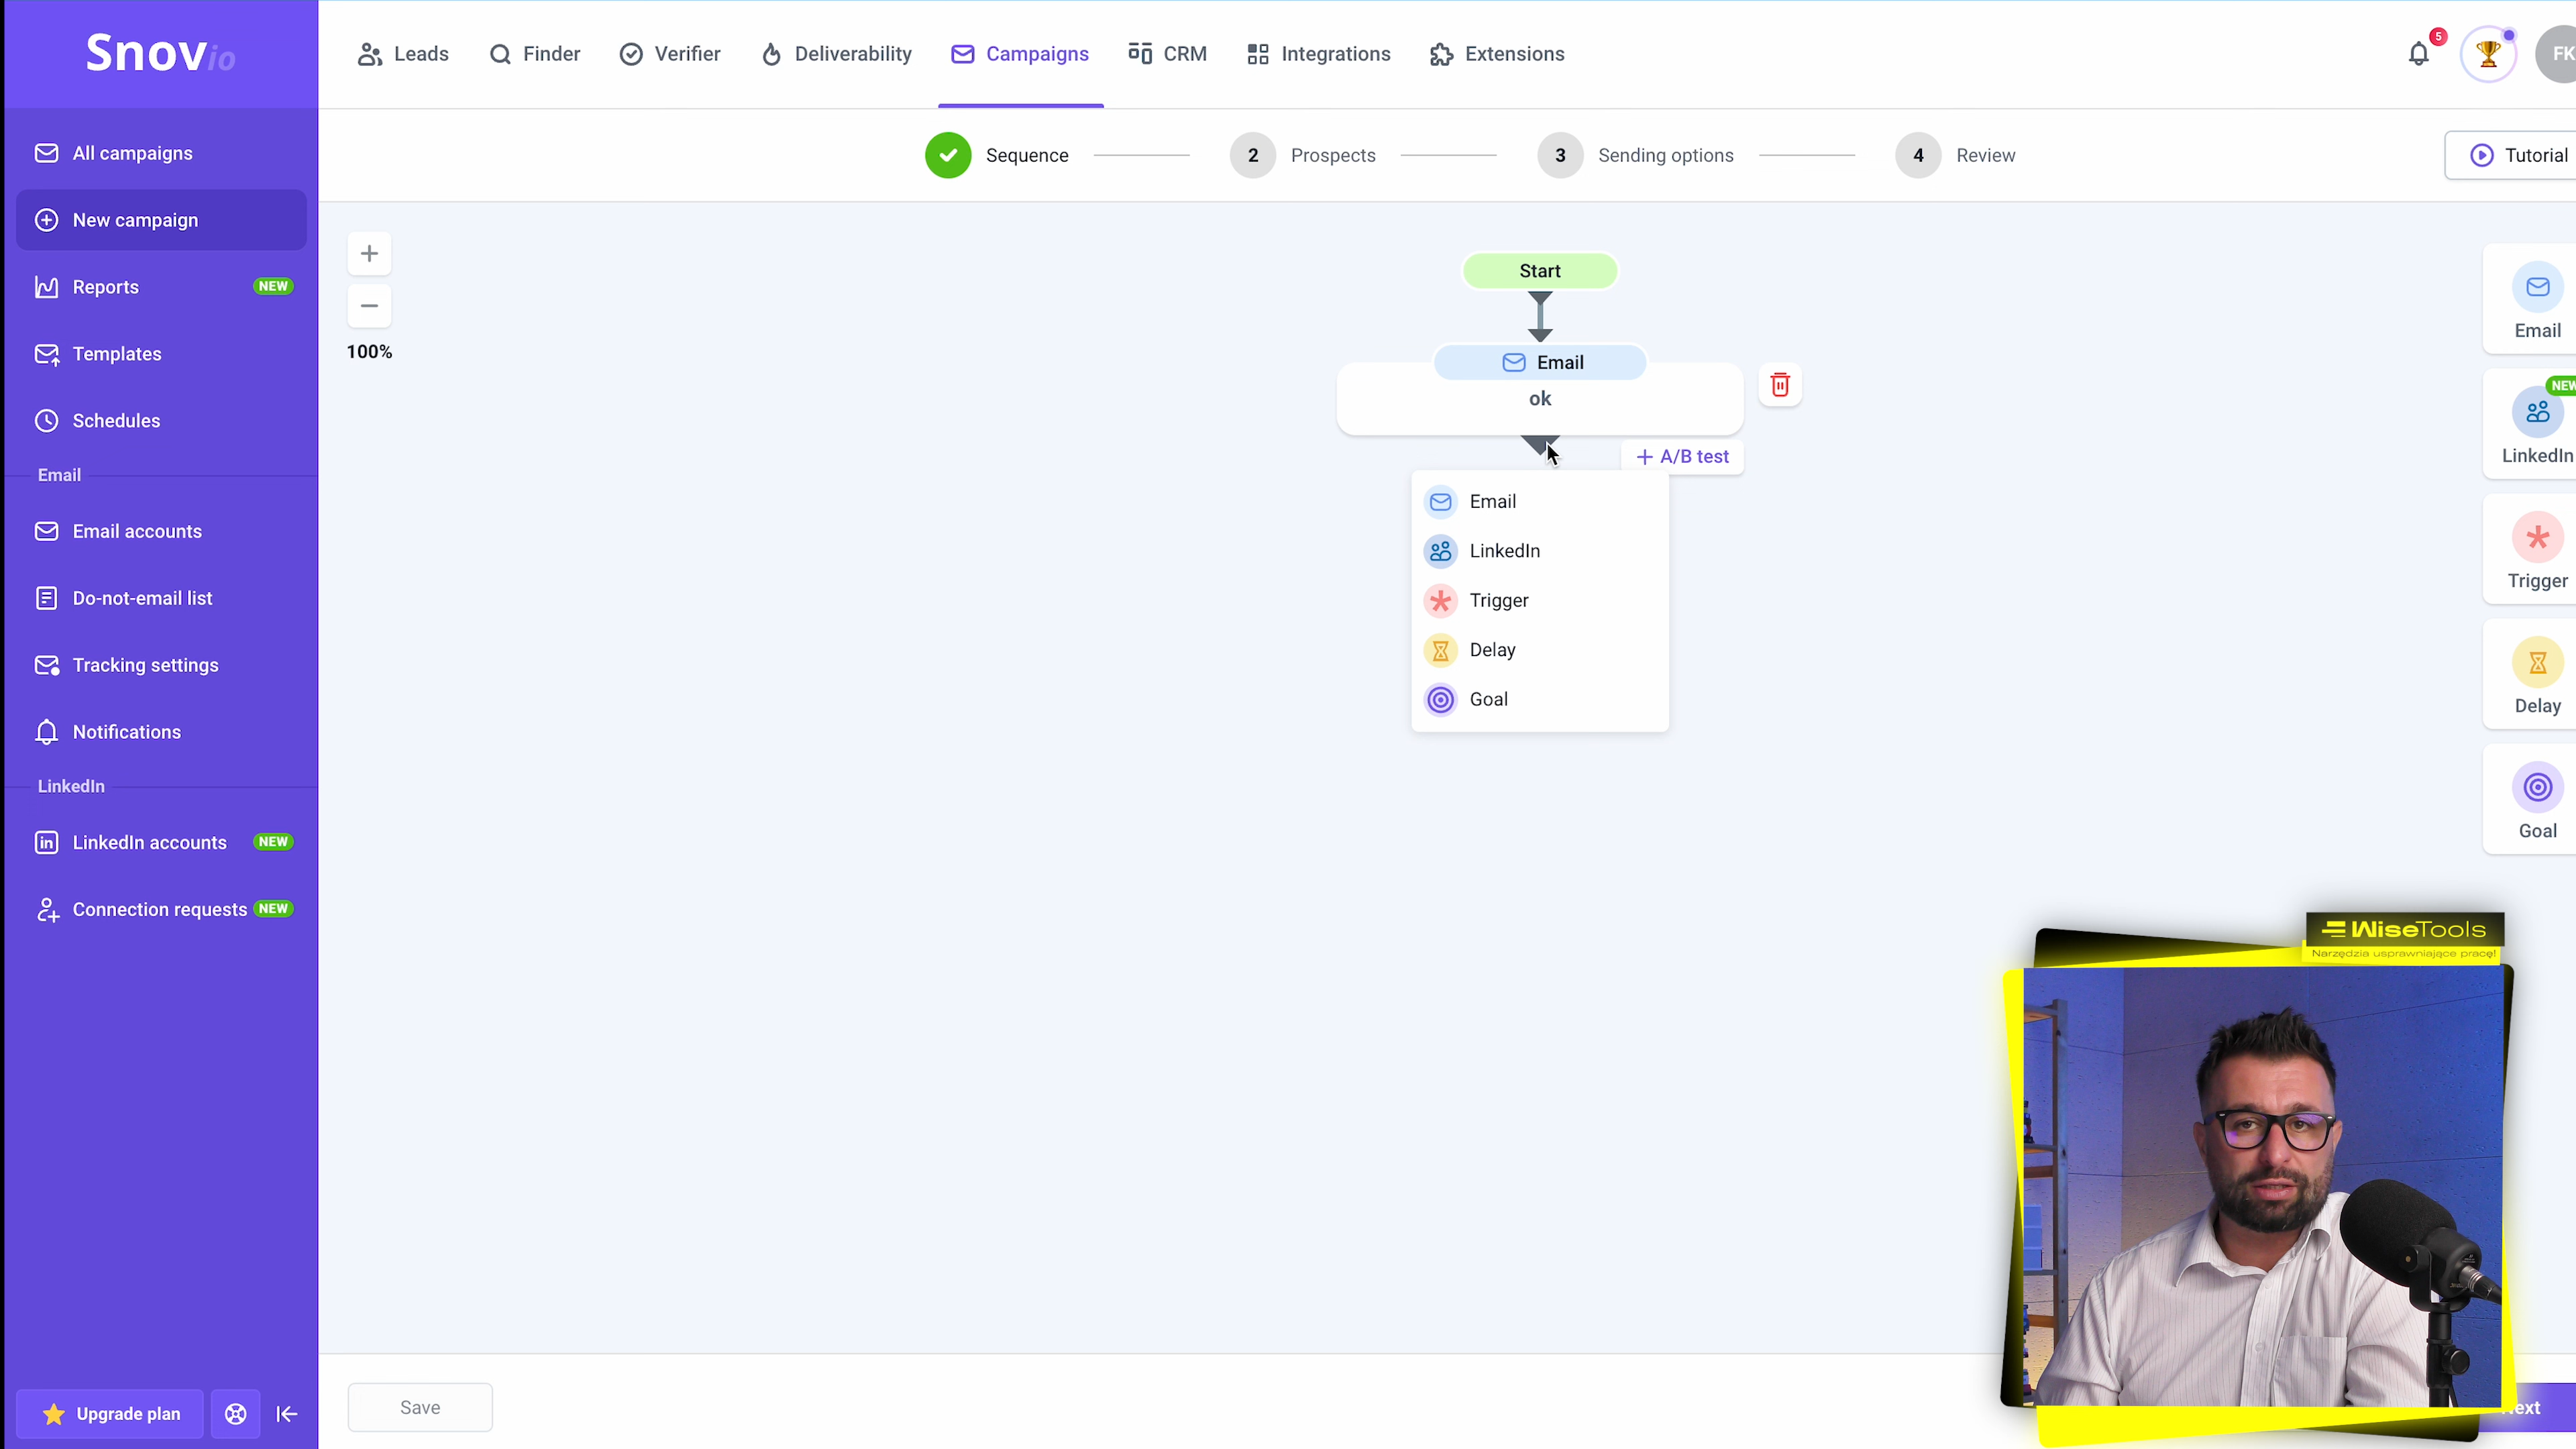 Snovio
Leads
Finder
Verifier
Deliverability
Campaigns
CRM
Integrations
Extensions
5
FK
All campaigns
New campaign
Reports NEW
Templates
Schedules
Email
Email accounts
Do-not-email list
Tracking settings
Notifications
LinkedIn
LinkedIn accounts NEW
Connection requests NEW
Upgrade plan
Sequence
2 Prospects
3 Sending options
4 Review
Tutorial
100%
Start
Email
ok
+ A/B test
Email
LinkedIn
Trigger
Delay
Goal
Email
NEW
LinkedIn
Trigger
Delay
Goal
WiseTools
Narzędzia usprawniające pracę!
in
Save
ext